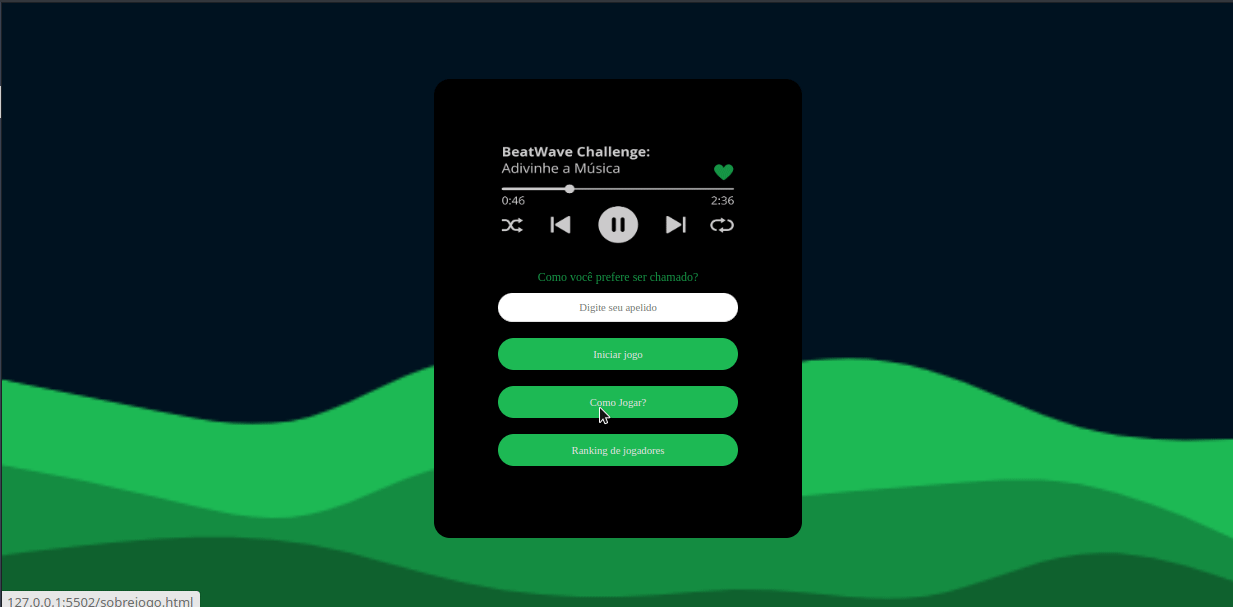 BeatWave Challenge:
Adivinhe a Música
0:46 2:36
Como você prefere ser chamado?
Digite seu apelido
Iniciar jogo
Como Jogar?
Ranking de jogadores
127.0.0.1:5502/sobrejogo.html